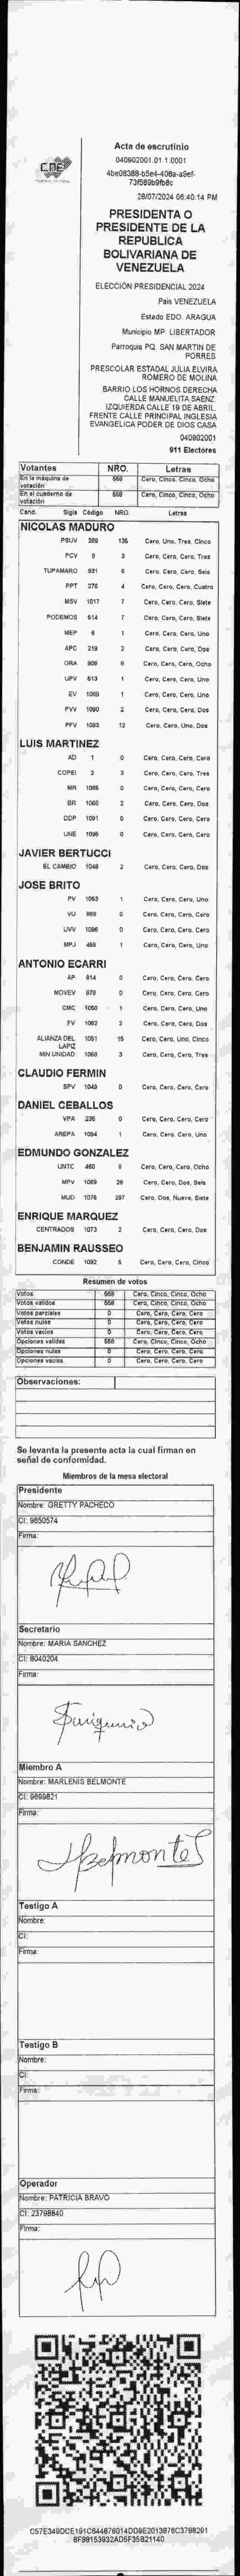 CNE
Acta de escrutinio
040902001.01.1.0001
4be08388-b5e4-408a-a9ef-
73f589b9fb8c
28/07/2024 06:40:14 PM
PRESIDENTA O
PRESIDENTE DE LA
REPUBLICA
BOLIVARIANA DE
VENEZUELA
ELECCIÓN PRESIDENCIAL 2024
País VENEZUELA
Estado EDO. ARAGUA
Municipio MP. LIBERTADOR
Parroquia PQ. SAN MARTIN DE
PORRES
PRESCOLAR ESTADAL JULIA ELVIRA
ROMERO DE MOLINA
BARRIO LOS HORNOS DERECHA
CALLE MANUELITA SAENZ.
IZQUIERDA CALLE 19 DE ABRIL.
FRENTE CALLE PRINCIPAL IGLESIA
EVANGELICA PODER DE DIOS CASA
040902001
911 Electores
Votantes NRO. Letras
En la máquina de votación 558 Cero, Cinco, Cinco, Ocho
En el cuaderno de votación 558 Cero, Cinco, Cinco, Ocho
Cand. Sigla Código NRO. Letras
NICOLAS MADURO
PSUV 269 135 Cero, Uno, Tres, Cinco
PCV 9 3 Cero, Cero, Cero, Tres
TUPAMARO 931 6 Cero, Cero, Cero, Seis
PPT 276 4 Cero, Cero, Cero, Cuatro
MSV 1017 7 Cero, Cero, Cero, Siete
PODEMOS 614 7 Cero, Cero, Cero, Siete
MEP 6 1 Cero, Cero, Cero, Uno
APC 219 2 Cero, Cero, Cero, Dos
ORA 906 8 Cero, Cero, Cero, Ocho
UPV 513 1 Cero, Cero, Cero, Uno
EV 1089 1 Cero, Cero, Cero, Uno
PVV 1090 2 Cero, Cero, Cero, Dos
PFV 1093 12 Cero, Cero, Uno, Dos
LUIS MARTINEZ
AD 1 0 Cero, Cero, Cero, Cero
COPEI 2 3 Cero, Cero, Cero, Tres
MR 1065 0 Cero, Cero, Cero, Cero
BR 1066 2 Cero, Cero, Cero, Dos
DDP 1091 0 Cero, Cero, Cero, Cero
UNE 1095 0 Cero, Cero, Cero, Cero
JAVIER BERTUCCI
EL CAMBIO 1048 2 Cero, Cero, Cero, Dos
JOSE BRITO
PV 1053 1 Cero, Cero, Cero, Uno
VU 968 0 Cero, Cero, Cero, Cero
UVV 1096 0 Cero, Cero, Cero, Cero
MPJ 458 1 Cero, Cero, Cero, Uno
ANTONIO ECARRI
AP 814 0 Cero, Cero, Cero, Cero
MOVEV 879 0 Cero, Cero, Cero, Cero
CMC 1050 1 Cero, Cero, Cero, Uno
FV 1062 2 Cero, Cero, Cero, Dos
ALIANZA DEL LAPIZ 1051 15 Cero, Cero, Uno, Cinco
MIN UNIDAD 1068 3 Cero, Cero, Cero, Tres
CLAUDIO FERMIN
SPV 1049 0 Cero, Cero, Cero, Cero
DANIEL CEBALLOS
VPA 236 0 Cero, Cero, Cero, Cero
AREPA 1094 1 Cero, Cero, Cero, Uno
EDMUNDO GONZALEZ
UNTC 460 8 Cero, Cero, Cero, Ocho
MPV 1069 26 Cero, Cero, Dos, Seis
MUD 1076 297 Cero, Dos, Nueve, Siete
ENRIQUE MARQUEZ
CENTRADOS 1073 2 Cero, Cero, Cero, Dos
BENJAMIN RAUSSEO
CONDE 1092 5 Cero, Cero, Cero, Cinco
Resumen de votos
Votos 558 Cero, Cinco, Cinco, Ocho
Votos validos 558 Cero, Cinco, Cinco, Ocho
Votos parciales 0 Cero, Cero, Cero, Cero
Votos nulos 0 Cero, Cero, Cero, Cero
Votos vacios 0 Cero, Cero, Cero, Cero
Opciones validas 558 Cero, Cinco, Cinco, Ocho
Opciones nulas 0 Cero, Cero, Cero, Cero
Opciones vacias 0 Cero, Cero, Cero, Cero
Observaciones:
Se levanta la presente acta la cual firman en
señal de conformidad.
Miembros de la mesa electoral
Presidente
Nombre: GRETTY PACHECO
CI: 9650574
Firma:
Secretario
Nombre: MARIA SANCHEZ
CI: 8040204
Firma:
Miembro A
Nombre: MARLENIS BELMONTE
CI: 9699821
Firma:
Belmonte
Testigo A
Nombre:
CI:
Firma:
Testigo B
Nombre:
CI:
Firma:
Operador
Nombre: PATRICIA BRAVO
CI: 23798840
Firma:
C57E349DCE191C644876014DD9E2013876C3798291
8F98153932AD5F35B21140